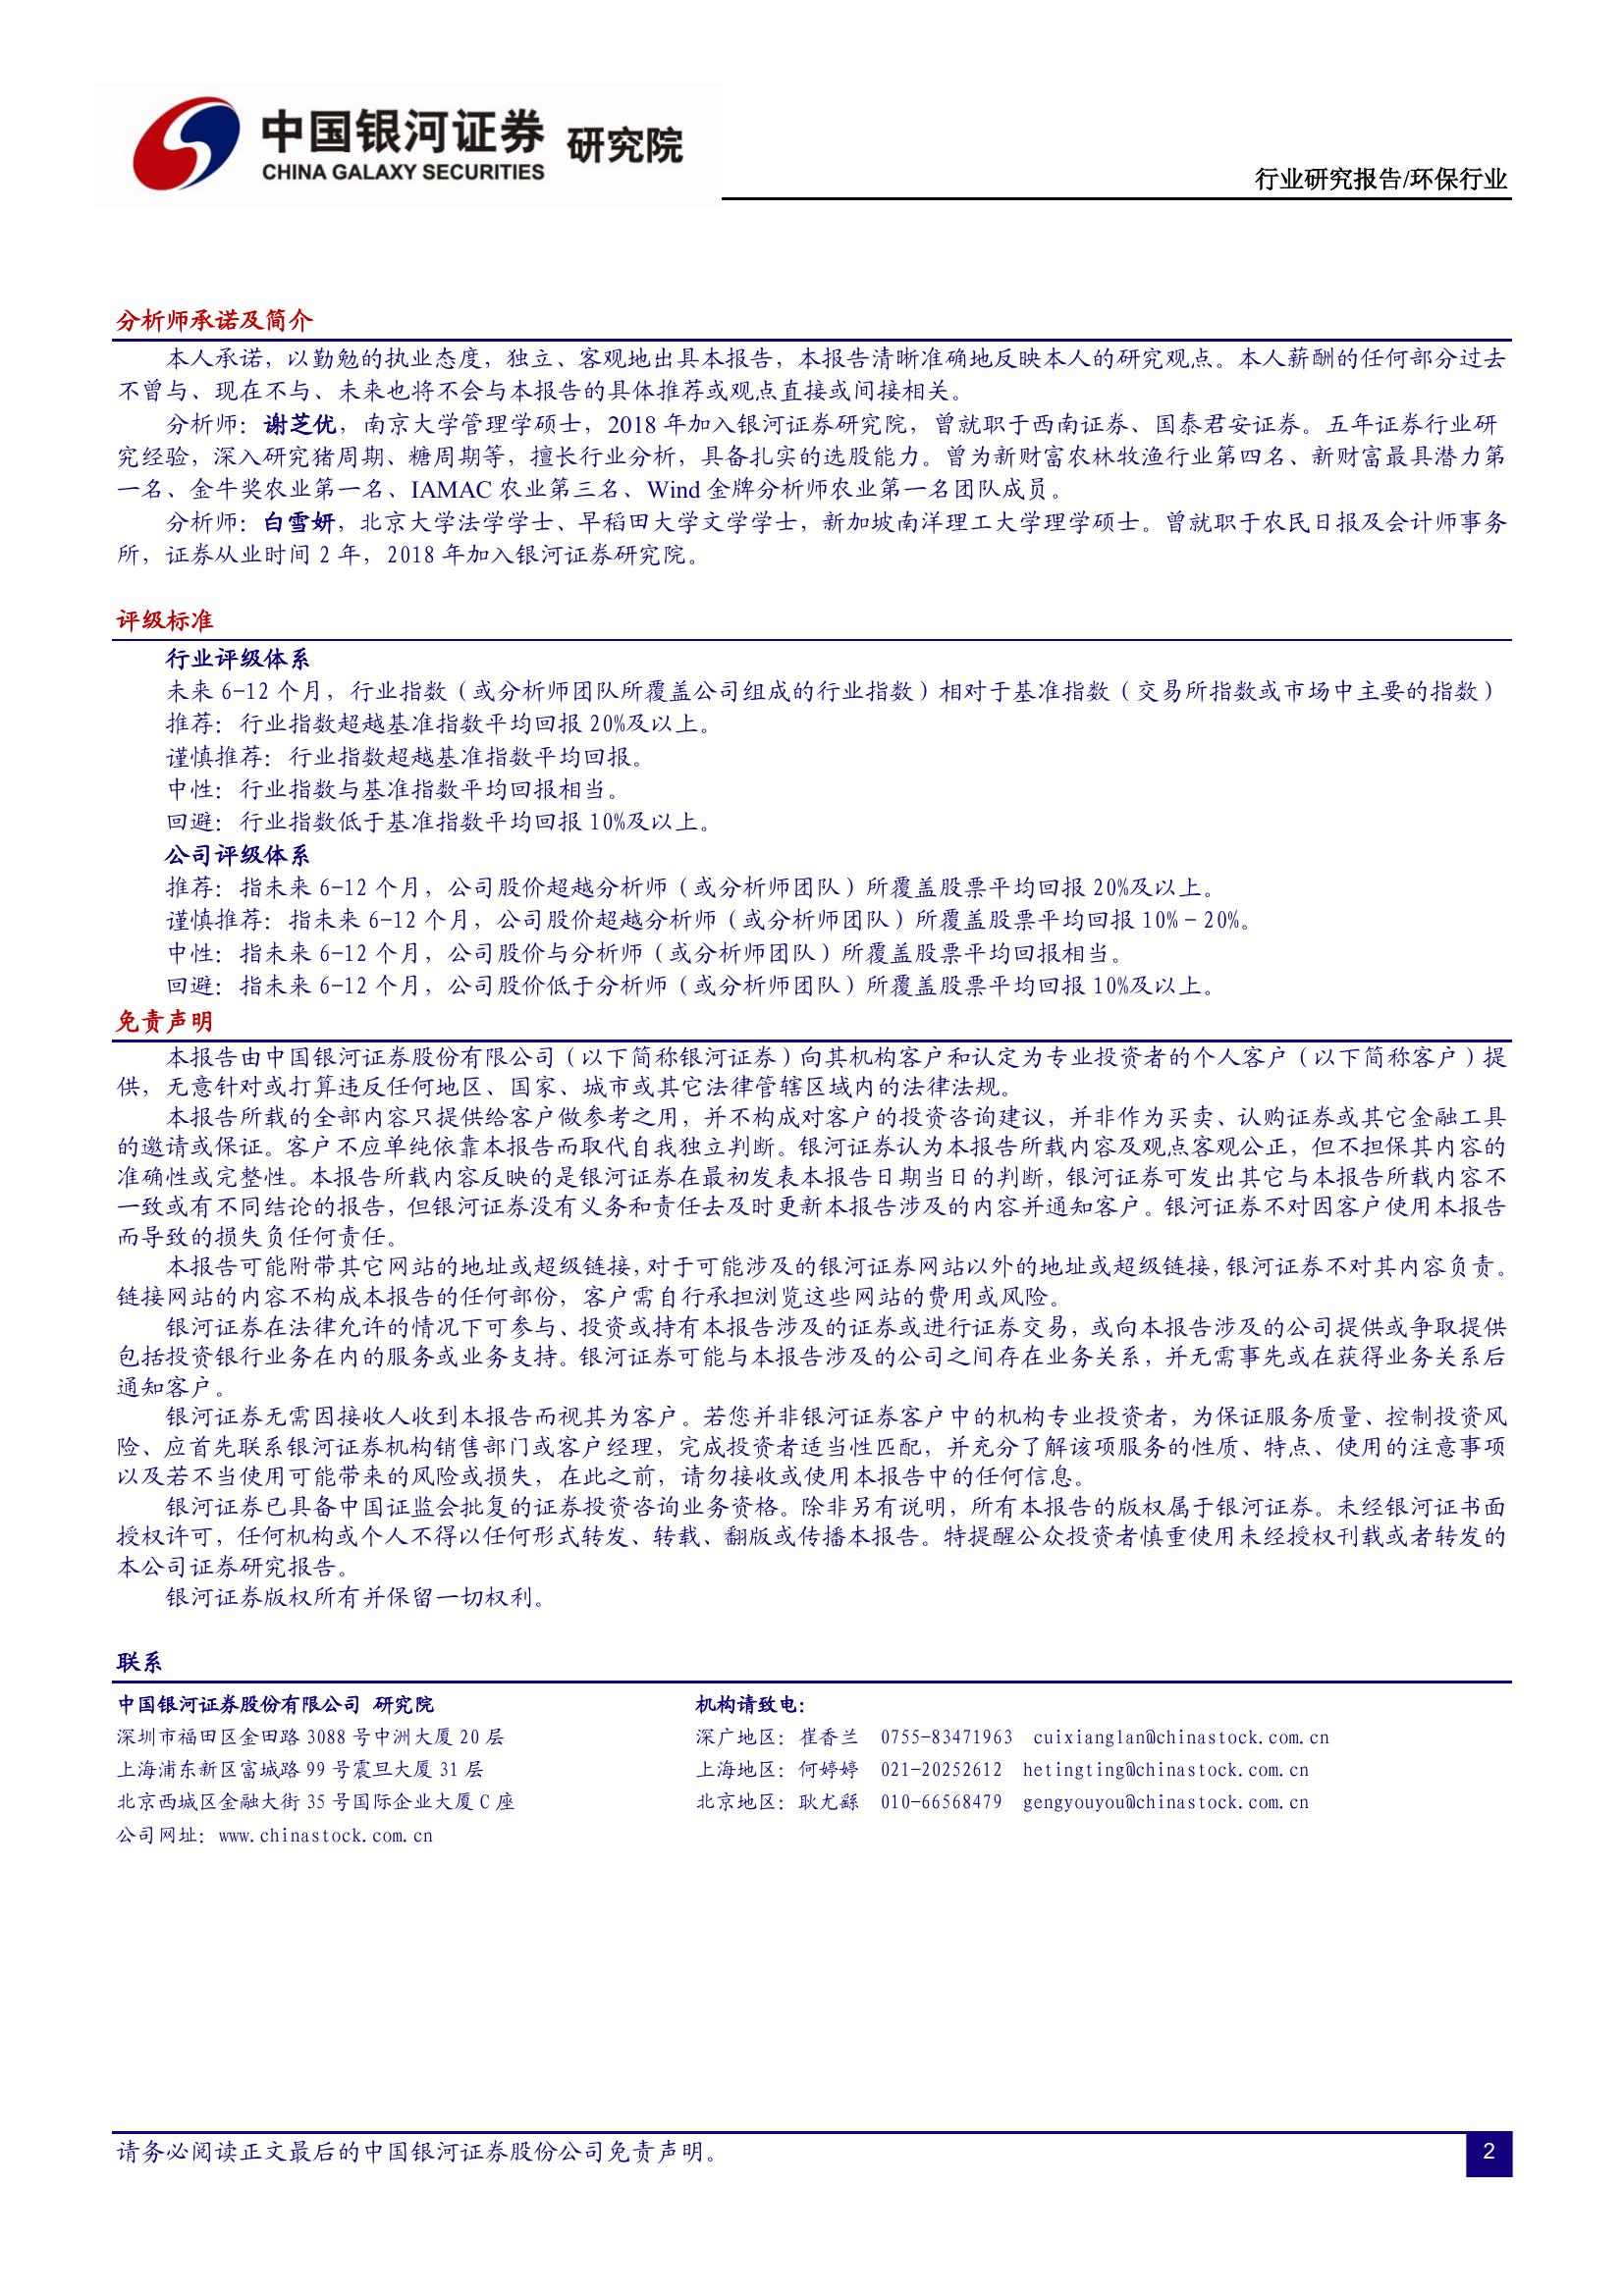 中国银河证券 研究院
CHINA GALAXY SECURITIES
行业研究报告/环保行业
分析师承诺及简介
本人承诺，以勤勉的执业态度，独立、客观地出具本报告，本报告清晰准确地反映本人的研究观点。本人薪酬的任何部分过去
不曾与、现在不与、未来也将不会与本报告的具体推荐或观点直接或间接相关。
分析师：谢芝优，南京大学管理学硕士，2018 年加入银河证券研究院，曾就职于西南证券、国泰君安证券。五年证券行业研
究经验，深入研究猪周期、糖周期等，擅长行业分析，具备扎实的选股能力。曾为新财富农林牧渔行业第四名、新财富最具潜力第
一名、金牛奖农业第一名、IAMAC 农业第三名、Wind 金牌分析师农业第一名团队成员。
分析师：白雪妍，北京大学法学学士、早稻田大学文学学士，新加坡南洋理工大学理学硕士。曾就职于农民日报及会计师事务
所，证券从业时间 2 年，2018 年加入银河证券研究院。
评级标准
行业评级体系
未来 6-12 个月，行业指数（或分析师团队所覆盖公司组成的行业指数）相对于基准指数（交易所指数或市场中主要的指数）
推荐：行业指数超越基准指数平均回报 20%及以上。
谨慎推荐：行业指数超越基准指数平均回报。
中性：行业指数与基准指数平均回报相当。
回避：行业指数低于基准指数平均回报 10%及以上。
公司评级体系
推荐：指未来 6-12 个月，公司股价超越分析师（或分析师团队）所覆盖股票平均回报 20%及以上。
谨慎推荐：指未来 6-12 个月，公司股价超越分析师（或分析师团队）所覆盖股票平均回报 10%－20%。
中性：指未来 6-12 个月，公司股价与分析师（或分析师团队）所覆盖股票平均回报相当。
回避：指未来 6-12 个月，公司股价低于分析师（或分析师团队）所覆盖股票平均回报 10%及以上。
免责声明
本报告由中国银河证券股份有限公司（以下简称银河证券）向其机构客户和认定为专业投资者的个人客户（以下简称客户）提
供，无意针对或打算违反任何地区、国家、城市或其它法律管辖区域内的法律法规。
本报告所载的全部内容只提供给客户做参考之用，并不构成对客户的投资咨询建议，并非作为买卖、认购证券或其它金融工具
的邀请或保证。客户不应单纯依靠本报告而取代自我独立判断。银河证券认为本报告所载内容及观点客观公正，但不担保其内容的
准确性或完整性。本报告所载内容反映的是银河证券在最初发表本报告日期当日的判断，银河证券可发出其它与本报告所载内容不
一致或有不同结论的报告，但银河证券没有义务和责任去及时更新本报告涉及的内容并通知客户。银河证券不对因客户使用本报告
而导致的损失负任何责任。
本报告可能附带其它网站的地址或超级链接，对于可能涉及的银河证券网站以外的地址或超级链接，银河证券不对其内容负责。
链接网站的内容不构成本报告的任何部份，客户需自行承担浏览这些网站的费用或风险。
银河证券在法律允许的情况下可参与、投资或持有本报告涉及的证券或进行证券交易，或向本报告涉及的公司提供或争取提供
包括投资银行业务在内的服务或业务支持。银河证券可能与本报告涉及的公司之间存在业务关系，并无需事先或在获得业务关系后
通知客户。
银河证券无需因接收人收到本报告而视其为客户。若您并非银河证券客户中的机构专业投资者，为保证服务质量、控制投资风
险、应首先联系银河证券机构销售部门或客户经理，完成投资者适当性匹配，并充分了解该项服务的性质、特点、使用的注意事项
以及若不当使用可能带来的风险或损失，在此之前，请勿接收或使用本报告中的任何信息。
银河证券已具备中国证监会批复的证券投资咨询业务资格。除非另有说明，所有本报告的版权属于银河证券。未经银河证书面
授权许可，任何机构或个人不得以任何形式转发、转载、翻版或传播本报告。特提醒公众投资者慎重使用未经授权刊载或者转发的
本公司证券研究报告。
银河证券版权所有并保留一切权利。
联系
中国银河证券股份有限公司 研究院 机构请致电：
深圳市福田区金田路 3088 号中洲大厦 20 层 深广地区：崔香兰 0755-83471963 cuixianglan@chinastock.com.cn
上海浦东新区富城路 99 号震旦大厦 31 层 上海地区：何婷婷 021-20252612 hetingting@chinastock.com.cn
北京西城区金融大街 35 号国际企业大厦 C 座 北京地区：耿尤繇 010-66568479 gengyouyou@chinastock.com.cn
公司网址：www.chinastock.com.cn
请务必阅读正文最后的中国银河证券股份公司免责声明。
2